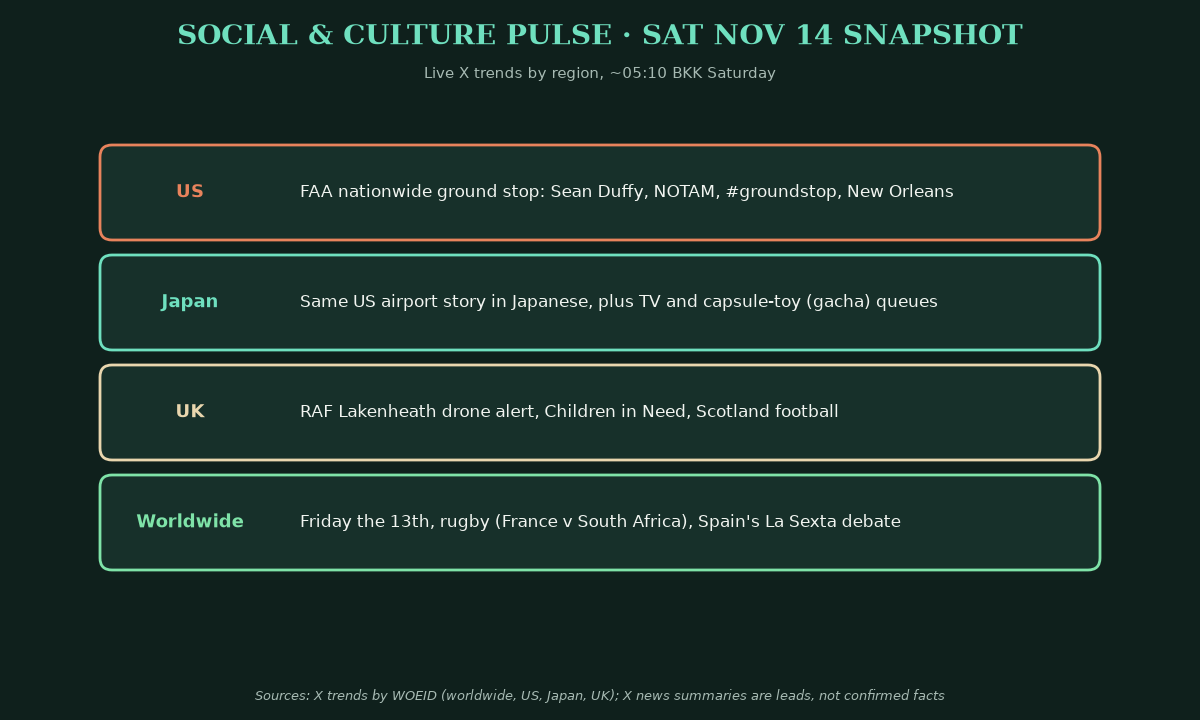 SOCIAL & CULTURE PULSE · SAT NOV 14 SNAPSHOT
Live X trends by region, ~05:10 BKK Saturday
US
FAA nationwide ground stop: Sean Duffy, NOTAM, #groundstop, New Orleans
Japan
Same US airport story in Japanese, plus TV and capsule-toy (gacha) queues
UK
RAF Lakenheath drone alert, Children in Need, Scotland football
Worldwide
Friday the 13th, rugby (France v South Africa), Spain's La Sexta debate
Sources: X trends by WOEID (worldwide, US, Japan, UK); X news summaries are leads, not confirmed facts